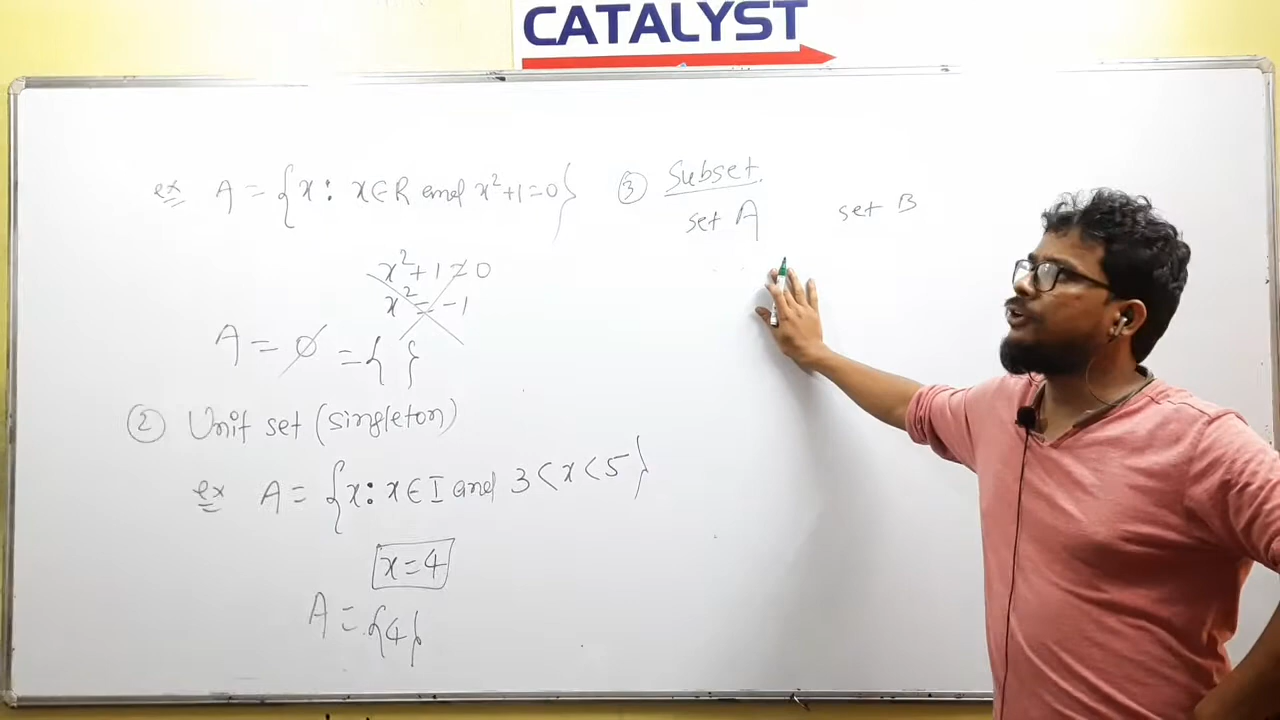 CATALYST
ex A = {x : x ∈ R and x²+1=0}
x²+1≠0
x² = -1
A = ∅ = { }
② Unit set (singleton)
ex A = {x : x ∈ I and 3 < x < 5}
x=4
A = {4}
③ Subset.
set A set B